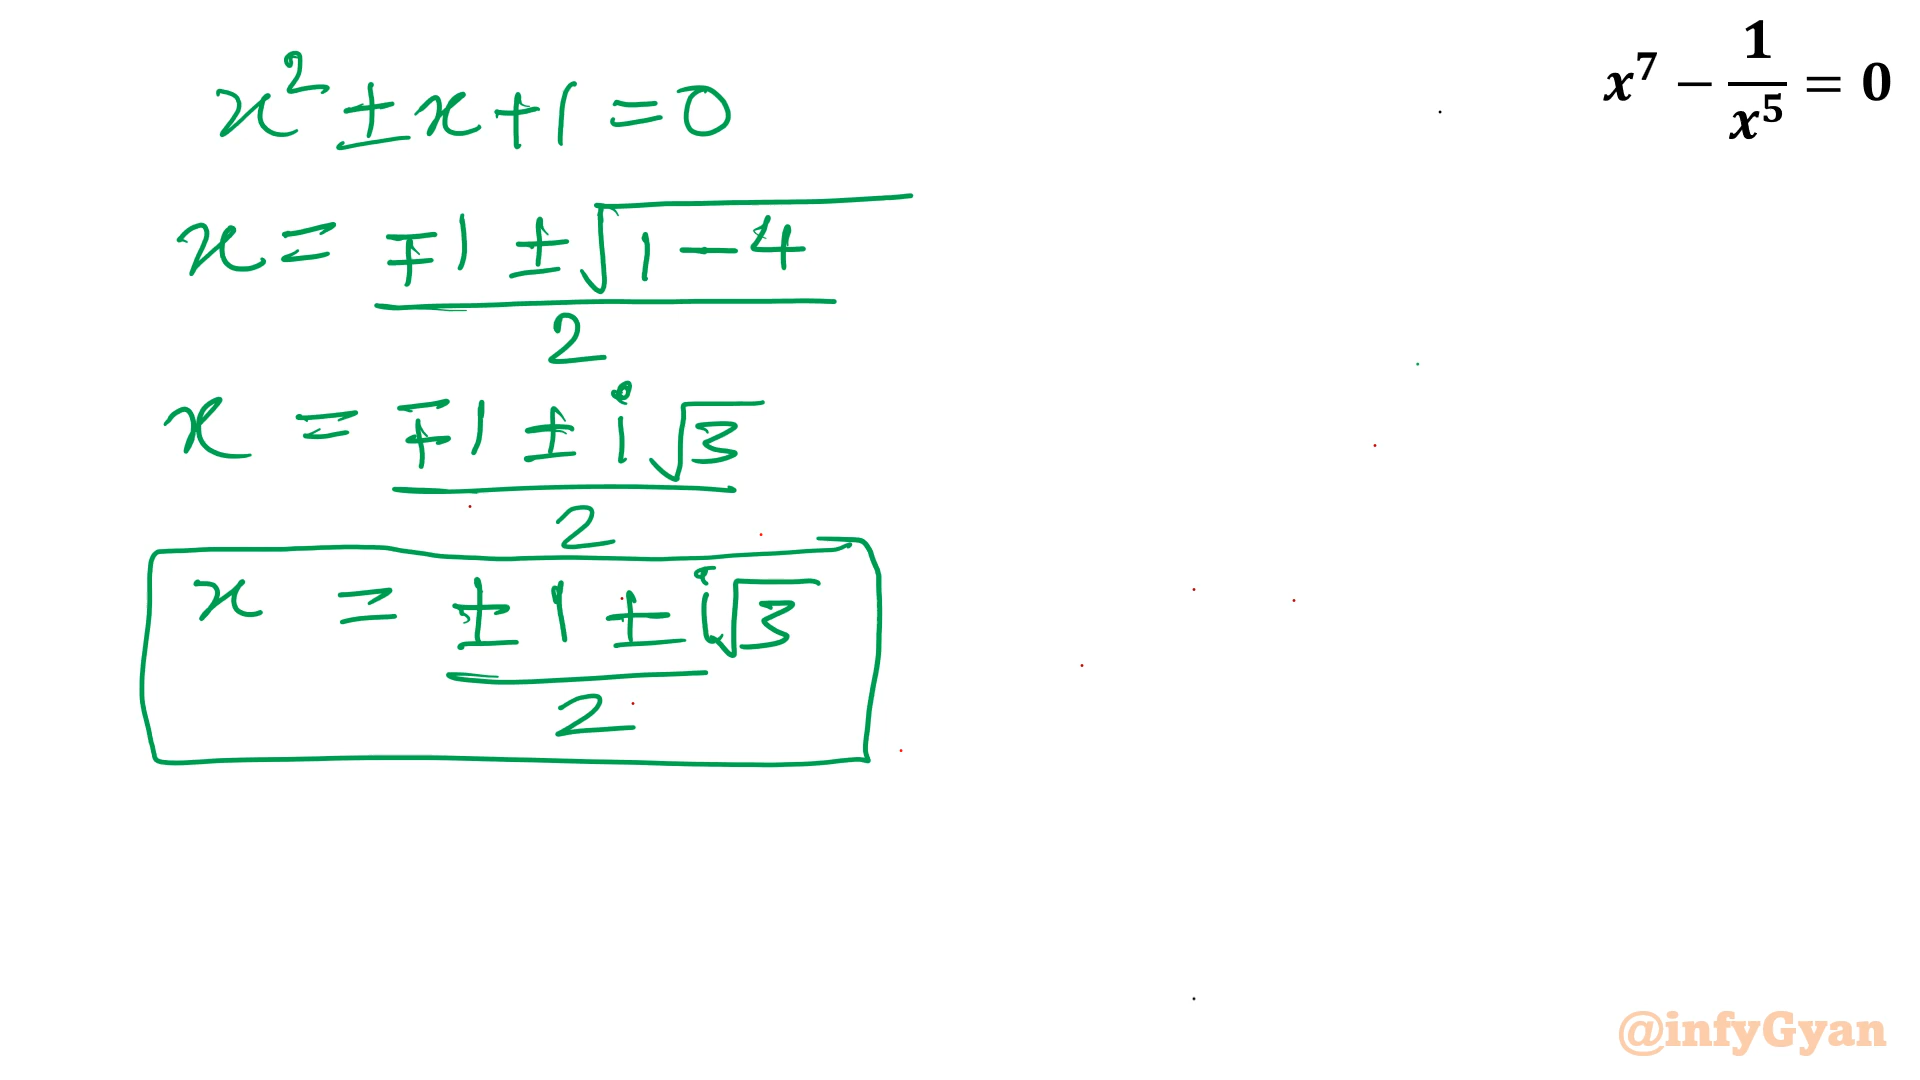 x² ± x + 1 = 0
x⁷ − 1/x⁵ = 0
x = (∓1 ± √(1 − 4))/2
x = (∓1 ± i√3)/2
x = (±1 ± i√3)/2
@infyGyan